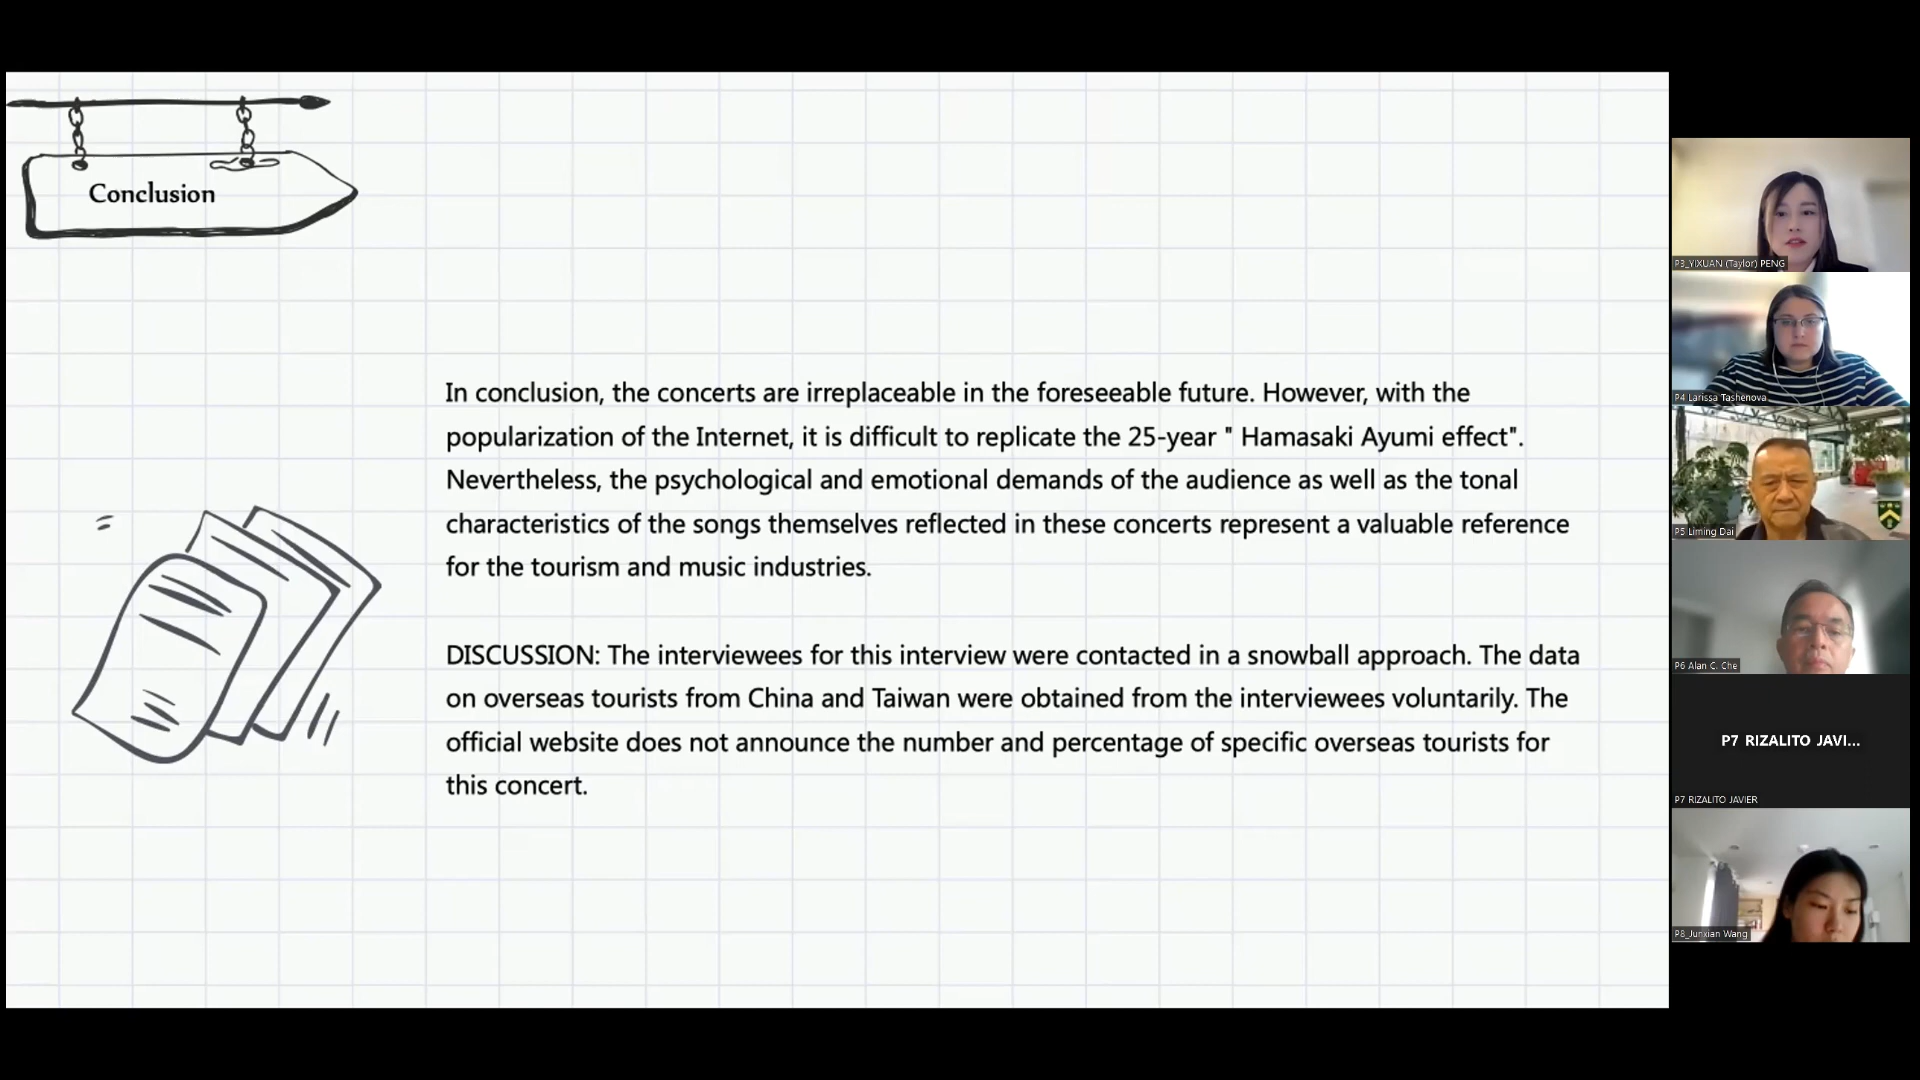 Conclusion
In conclusion, the concerts are irreplaceable in the foreseeable future. However, with the
popularization of the Internet, it is difficult to replicate the 25-year " Hamasaki Ayumi effect".
Nevertheless, the psychological and emotional demands of the audience as well as the tonal
characteristics of the songs themselves reflected in these concerts represent a valuable reference
for the tourism and music industries.
DISCUSSION: The interviewees for this interview were contacted in a snowball approach. The data
on overseas tourists from China and Taiwan were obtained from the interviewees voluntarily. The
official website does not announce the number and percentage of specific overseas tourists for
this concert.
P3_YIXUAN (Taylor) PENG
P4 Larissa Tashenova
P5 Liming Dai
P6 Alan C. Che
P7 RIZALITO JAVI...
P7 RIZALITO JAVIER
P8_Junxian Wang